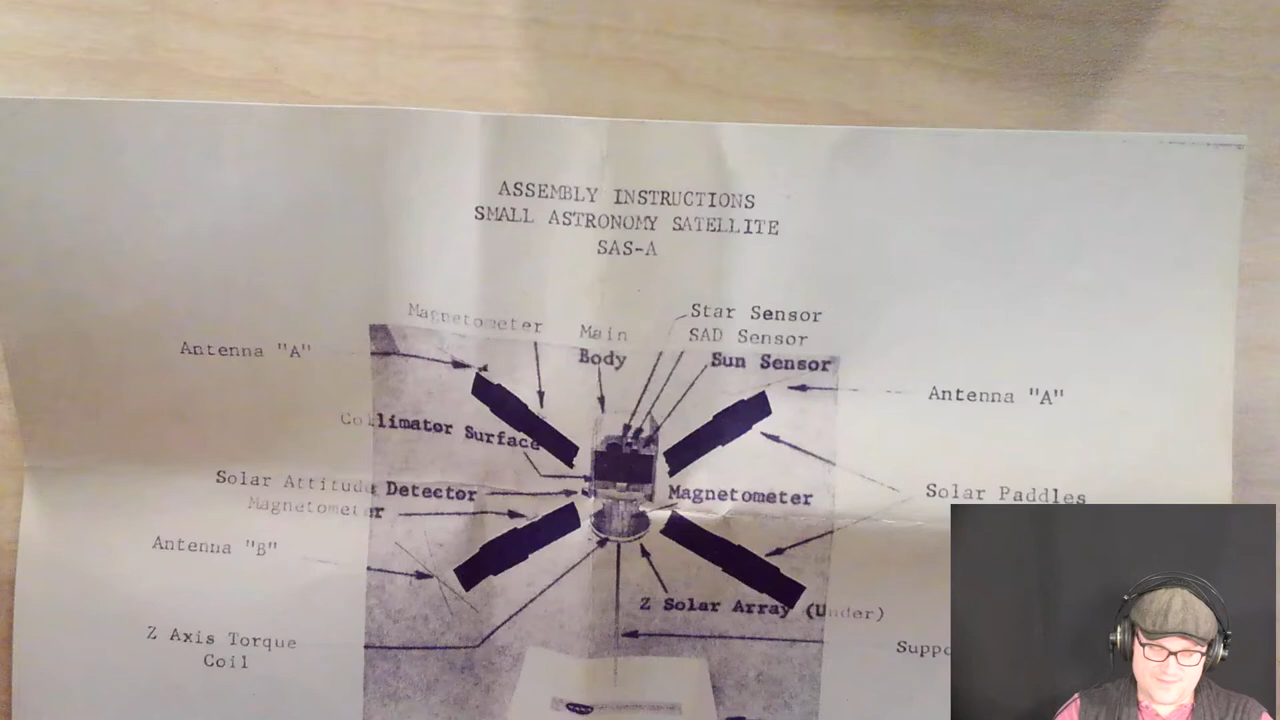 ASSEMBLY INSTRUCTIONS
SMALL ASTRONOMY SATELLITE
SAS-A
Star Sensor
Magnetometer
Main
Body
SAD Sensor
Antenna "A"
Sun Sensor
Antenna "A"
Collimator Surface
Solar Attitude Detector
Magnetometer
Solar Paddles
Magnetometer
Antenna "B"
Z Solar Array (Under)
Z Axis Torque
Coil